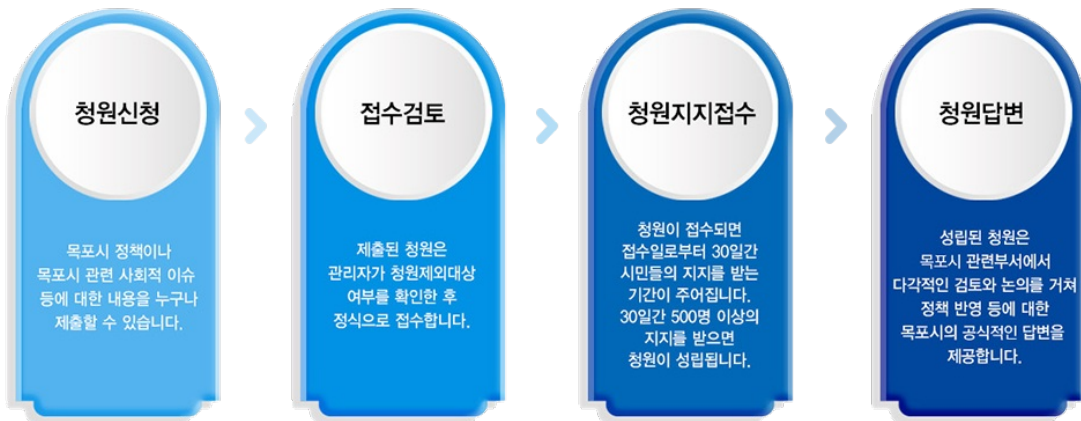 청원신청
목포시 정책이나
목포시 관련 사회적 이슈
등에 대한 내용을 누구나
제출할 수 있습니다.
접수검토
제출된 청원은
관리자가 청원제외대상
여부를 확인한 후
정식으로 접수합니다.
청원지지접수
청원이 접수되면
접수일로부터 30일간
시민들의 지지를 받는
기간이 주어집니다.
30일간 500명 이상의
지지를 받으면
청원이 성립됩니다.
청원답변
성립된 청원은
목포시 관련부서에서
다각적인 검토와 논의를 거쳐
정책 반영 등에 대한
목포시의 공식적인 답변을
제공합니다.